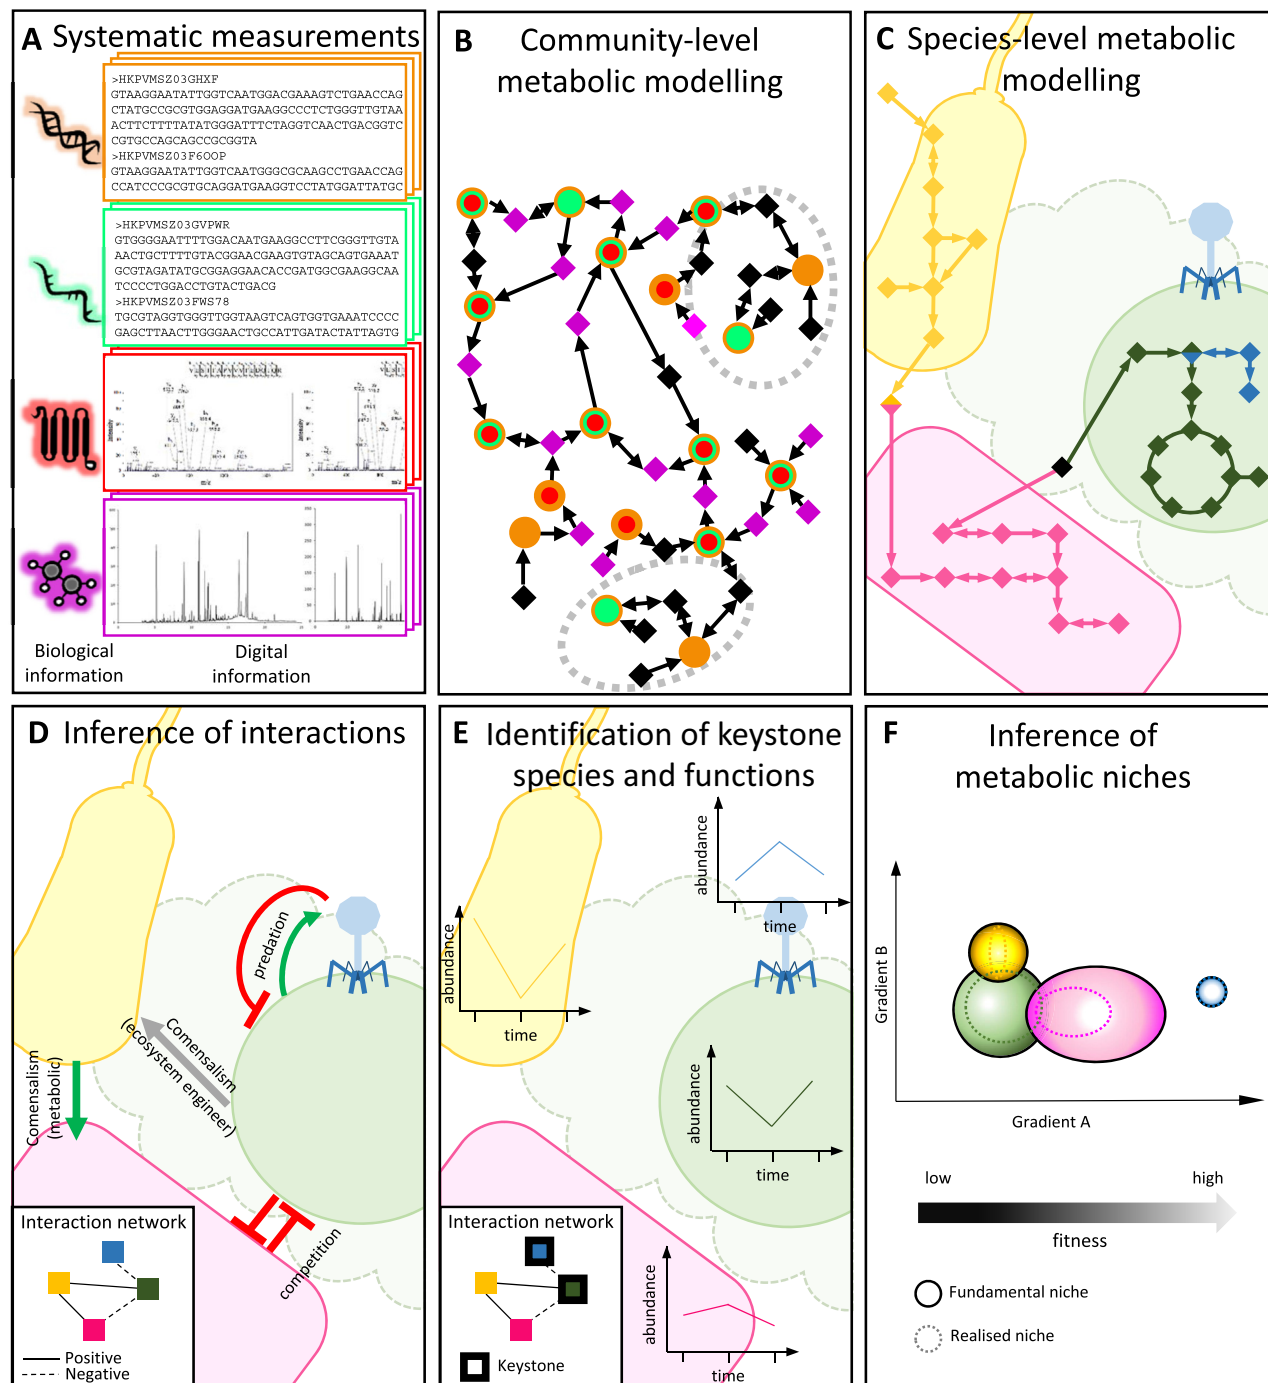 A Systematic measurements
>HKPVMSZ03GHXF
GTAAGGAATATTGGTCAATGGACGAAAGTCTGAACCAG
CTATGCCGCGTGGAGGATGAAGGCCCTCTGGGTTGTAA
ACTTCTTTTATATGGGATTTCTAGGTCAACTGACGGTC
CGTGCCAGCAGCCGCGGTA
>HKPVMSZ03F6OOP
GTAAGGAATATTGGTCAATGGGCGCAAGCCTGAACCAG
CCATCCCGCGTGCAGGATGAAGGTCCTATGGATTATGC
>HKPVMSZ03GVPWR
GTGGGGAATTTTGGACAATGAAGGCCTTCGGGTTGTA
AACTGCTTTTGTACGGAACGAAGTGTAGCAGTGAAAT
GCGTAGATATGCGGAGGAACACCGATGGCGAAGGCAA
TCCCCTGGACCTGTACTGACG
>HKPVMSZ03FWS78
TGCGTAGGTGGGTTGGTAAGTCAGTGGTGAAATCCCC
GAGCTTAACTTGGGAACTGCCATTGATACTATTAGTG
Intensity
m/z
Intensity
m/z
Biological
information
Digital
information
B Community-level
metabolic modelling
C Species-level metabolic
modelling
D Inference of interactions
predation
Comensalism
(ecosystem engineer)
Comensalism
(metabolic)
competition
Interaction network
Positive
Negative
E Identification of keystone
species and functions
abundance
time
abundance
time
abundance
time
abundance
time
Interaction network
Keystone
F Inference of
metabolic niches
Gradient B
Gradient A
low high
fitness
Fundamental niche
Realised niche